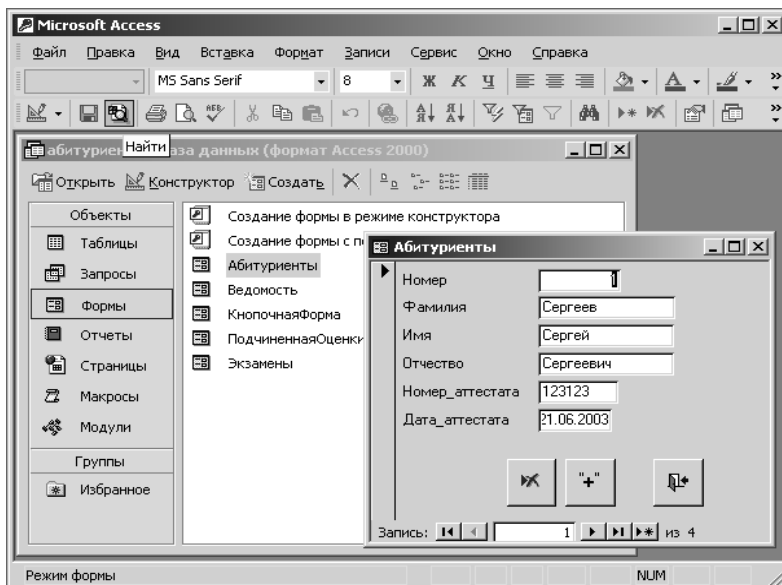 Microsoft Access
Файл Правка Вид Вставка Формат Записи Сервис Окно Справка
MS Sans Serif 8 Ж К Ч
Найти
абитуриен за данных (формат Access 2000)
Открыть Конструктор Создать
Объекты
Таблицы
Запросы
Формы
Отчеты
Страницы
Макросы
Модули
Группы
Избранное
Создание формы в режиме конструктора
Создание формы с п
Абитуриенты
Ведомость
КнопочнаяФорма
ПодчиненнаяОценки
Экзамены
Абитуриенты
Номер 1
Фамилия Сергеев
Имя Сергей
Отчество Сергеевич
Номер_аттестата 123123
Дата_аттестата 21.06.2003
"+"
Запись: 1 из 4
Режим формы NUM